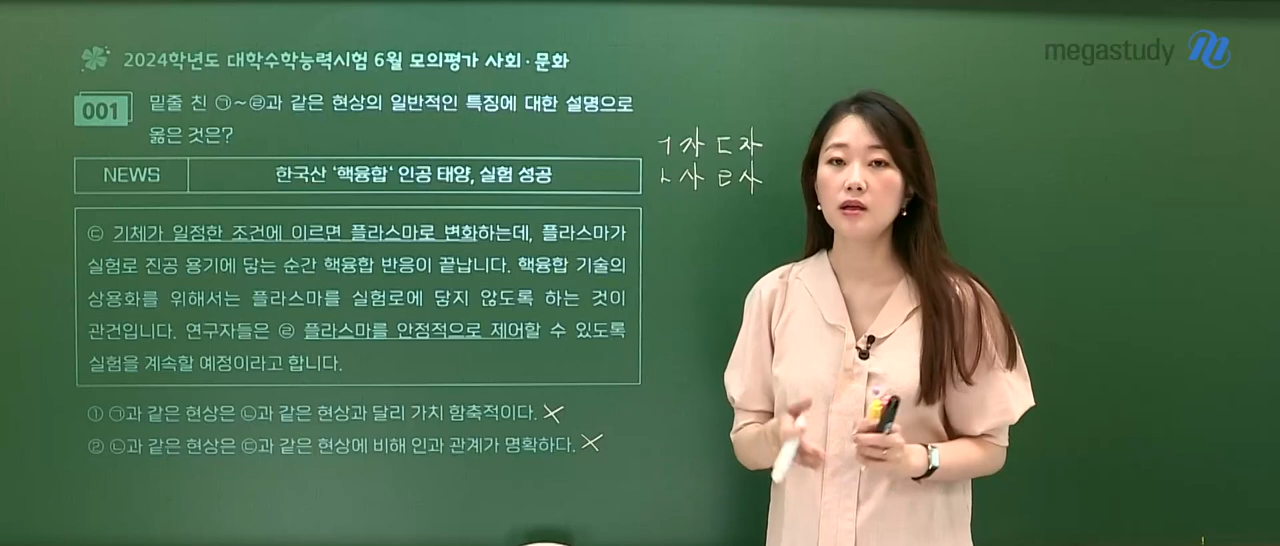 2024학년도 대학수학능력시험 6월 모의평가 사회·문화
megastudy
001 밑줄 친 ㉠~㉣과 같은 현상의 일반적인 특징에 대한 설명으로
옳은 것은?
ㄱ자 ㄷ자
ㄴ사 ㄹ사
NEWS 한국산 ‘핵융합‘ 인공 태양, 실험 성공
㉢ 기체가 일정한 조건에 이르면 플라스마로 변화하는데, 플라스마가
실험로 진공 용기에 닿는 순간 핵융합 반응이 끝납니다. 핵융합 기술의
상용화를 위해서는 플라스마를 실험로에 닿지 않도록 하는 것이
관건입니다. 연구자들은 ㉣ 플라스마를 안정적으로 제어할 수 있도록
실험을 계속할 예정이라고 합니다.
① ㉠과 같은 현상은 ㉡과 같은 현상과 달리 가치 함축적이다.
② ㉡과 같은 현상은 ㉢과 같은 현상에 비해 인과 관계가 명확하다.